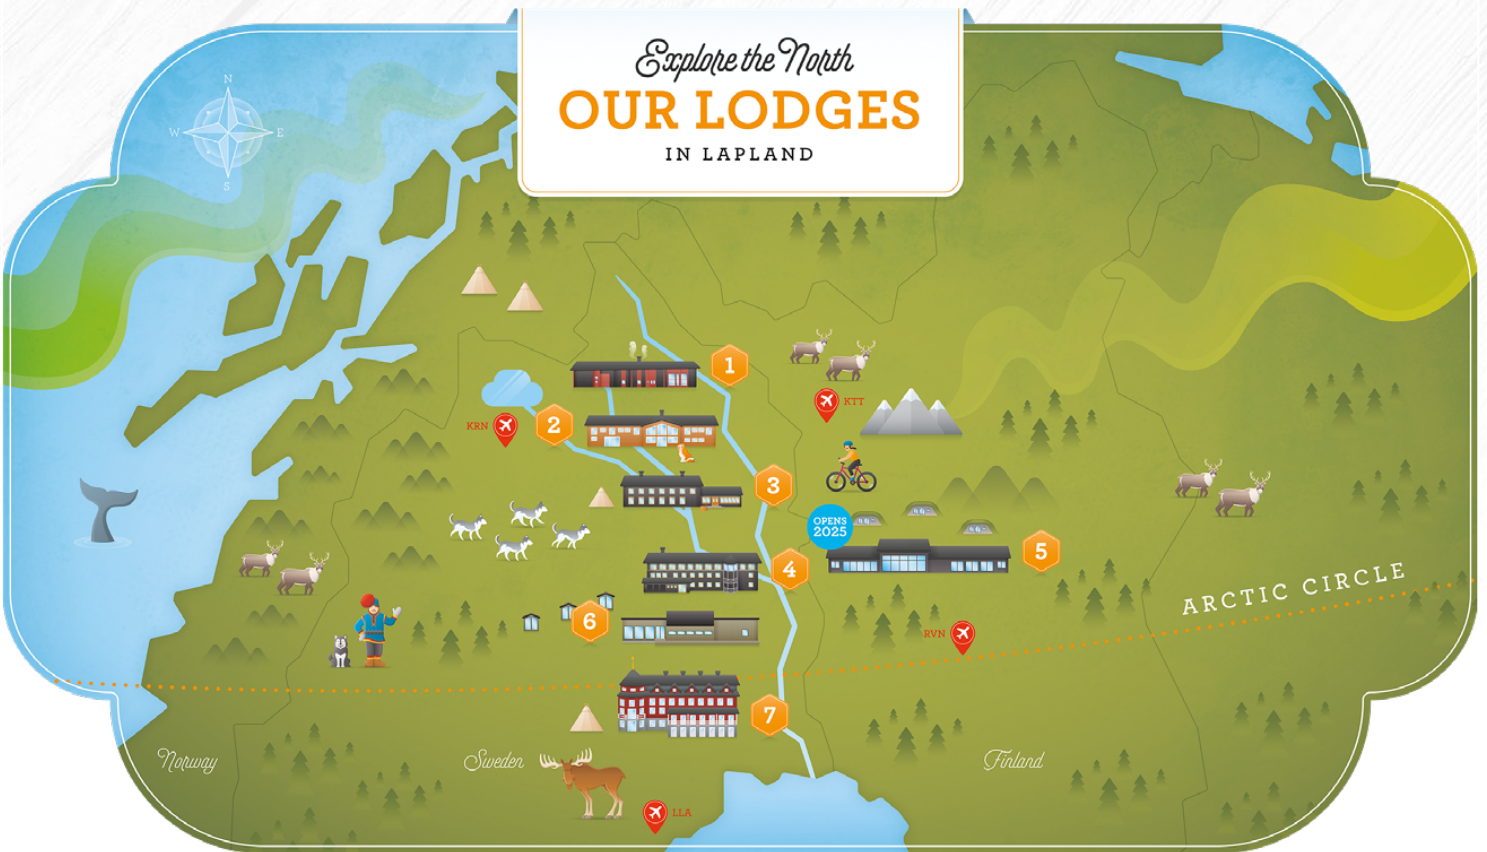 Explore the North
OUR LODGES
IN LAPLAND
N
W E
S
1
KTT
KRN
2
3
OPENS
2025
5
4
ARCTIC CIRCLE
6
RVN
7
Norway
Sweden
Finland
LLA